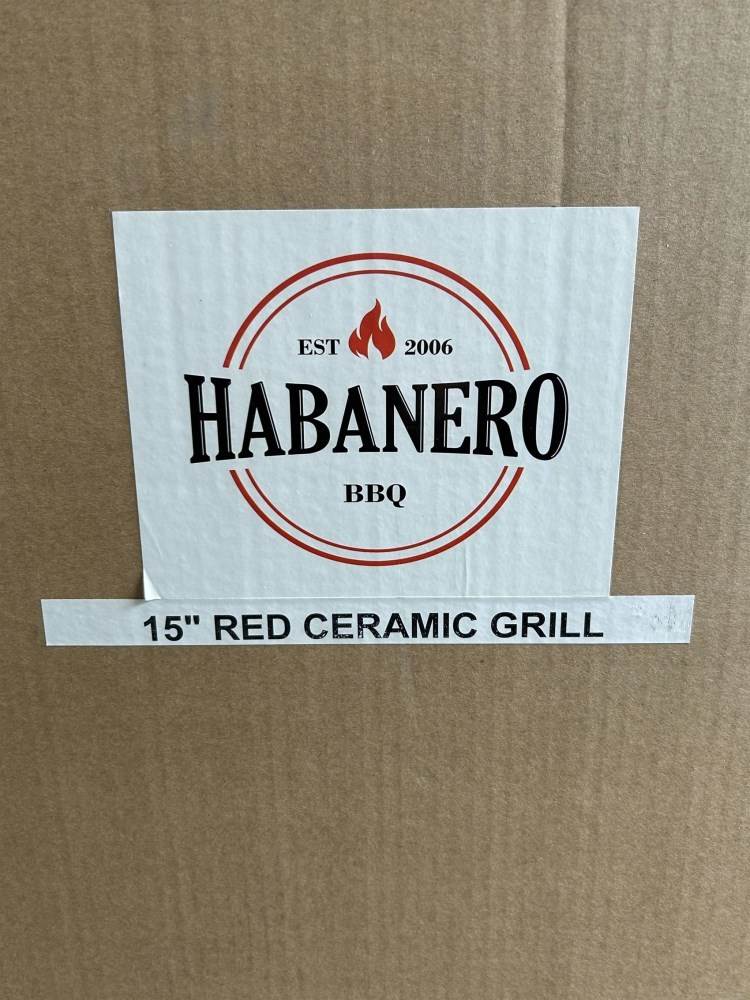 EST 2006
HABANERO
BBQ
15" RED CERAMIC GRILL